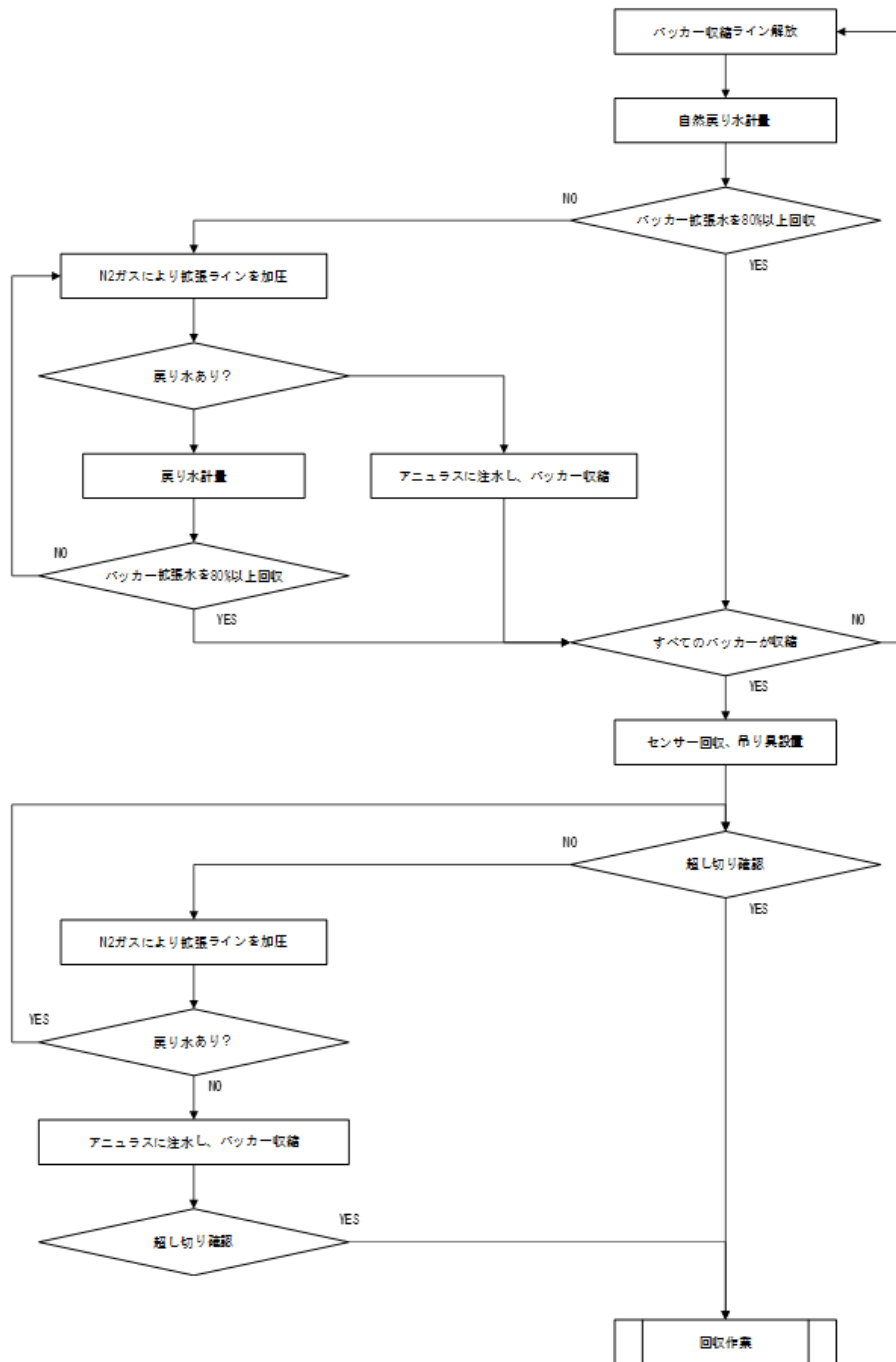 パッカー収縮ライン解放
自然戻り水計量
NO
パッカー拡張水を80%以上回収
YES
N2ガスにより拡張ラインを加圧
戻り水あり?
戻り水計量
アニュラスに注水し、パッカー収縮
NO
パッカー拡張水を80%以上回収
YES
NO
すべてのパッカーが収縮
YES
センサー回収、吊り具設置
NO
超し切り確認
YES
N2ガスにより拡張ラインを加圧
YES
戻り水あり?
NO
アニュラスに注水し、パッカー収縮
YES
超し切り確認
回収作業